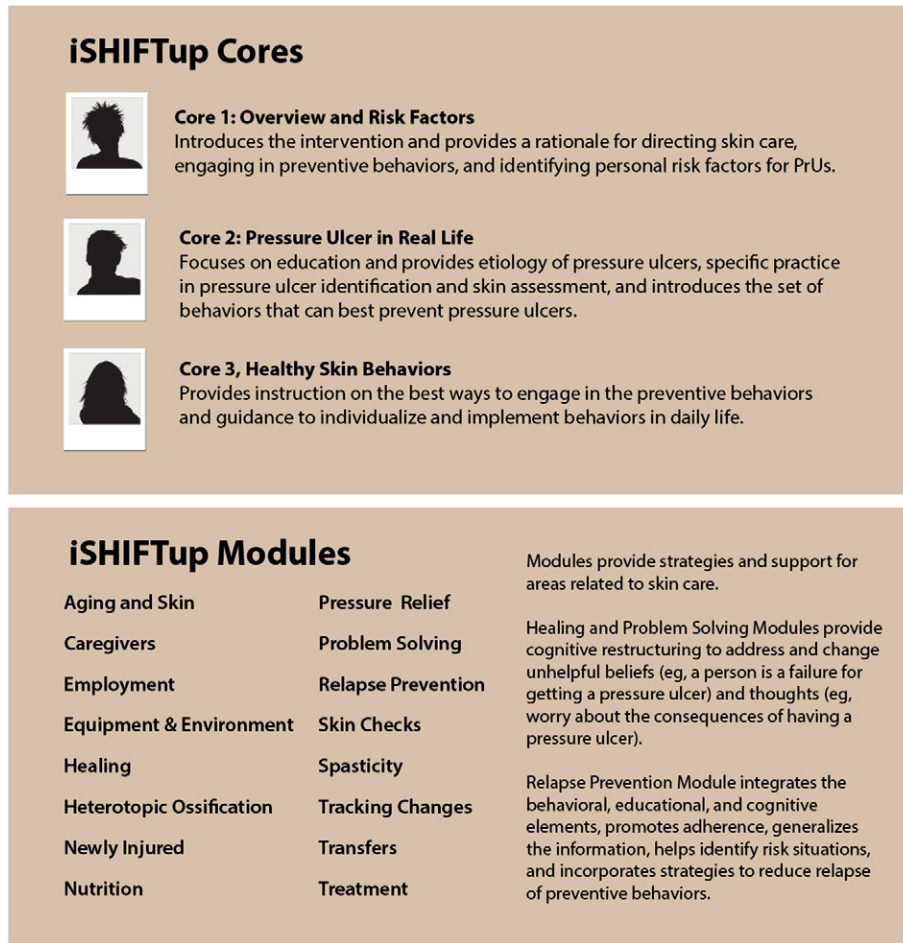 iSHIFTup Cores
Core 1: Overview and Risk Factors
Introduces the intervention and provides a rationale for directing skin care,
engaging in preventive behaviors, and identifying personal risk factors for PrUs.
Core 2: Pressure Ulcer in Real Life
Focuses on education and provides etiology of pressure ulcers, specific practice
in pressure ulcer identification and skin assessment, and introduces the set of
behaviors that can best prevent pressure ulcers.
Core 3, Healthy Skin Behaviors
Provides instruction on the best ways to engage in the preventive behaviors
and guidance to individualize and implement behaviors in daily life.
iSHIFTup Modules
Aging and Skin
Caregivers
Employment
Equipment & Environment
Healing
Heterotopic Ossification
Newly Injured
Nutrition
Pressure Relief
Problem Solving
Relapse Prevention
Skin Checks
Spasticity
Tracking Changes
Transfers
Treatment
Modules provide strategies and support for
areas related to skin care.
Healing and Problem Solving Modules provide
cognitive restructuring to address and change
unhelpful beliefs (eg, a person is a failure for
getting a pressure ulcer) and thoughts (eg,
worry about the consequences of having a
pressure ulcer).
Relapse Prevention Module integrates the
behavioral, educational, and cognitive
elements, promotes adherence, generalizes
the information, helps identify risk situations,
and incorporates strategies to reduce relapse
of preventive behaviors.